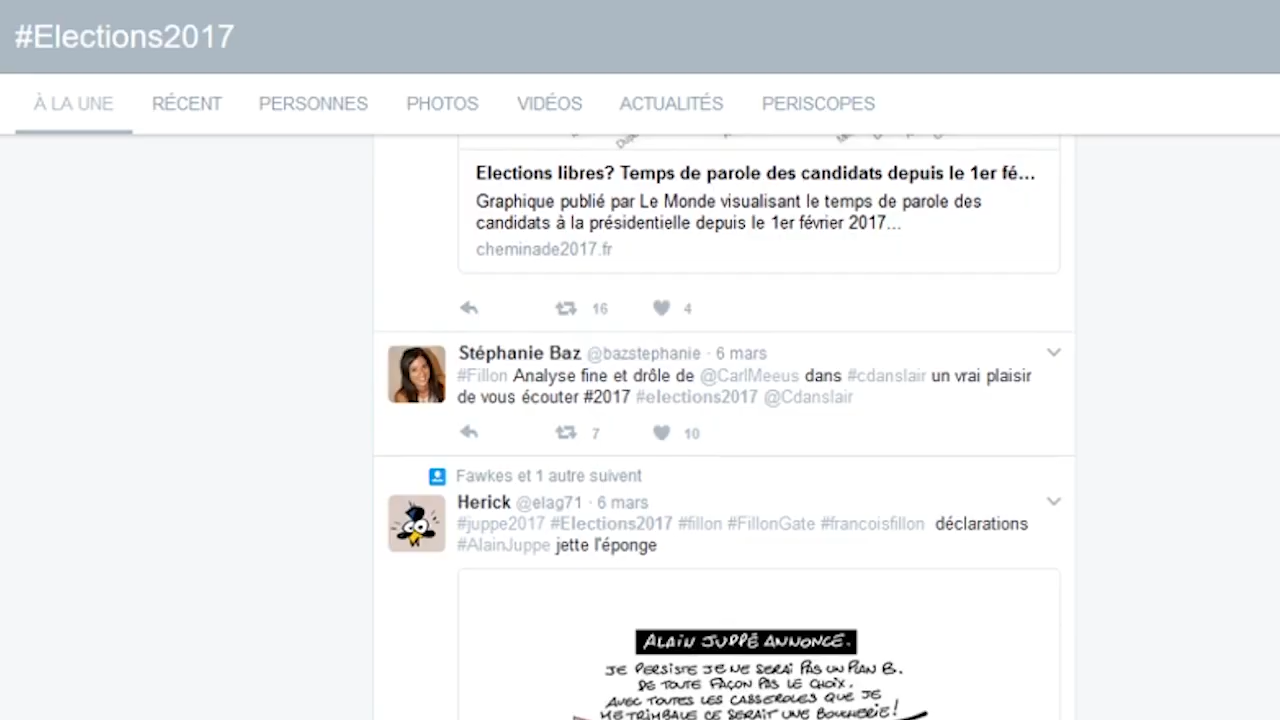 #Elections2017
À LA UNE RÉCENT PERSONNES PHOTOS VIDÉOS ACTUALITÉS PERISCOPES
Elections libres? Temps de parole des candidats depuis le 1er fé...
Graphique publié par Le Monde visualisant le temps de parole des
candidats à la présidentielle depuis le 1er février 2017...
cheminade2017.fr
16 4
Stéphanie Baz @bazstephanie · 6 mars
#Fillon Analyse fine et drôle de @CarlMeeus dans #cdanslair un vrai plaisir
de vous écouter #2017 #elections2017 @Cdanslair
7 10
Fawkes et 1 autre suivent
Herick @elag71 · 6 mars
#juppe2017 #Elections2017 #fillon #FillonGate #francoisfillon déclarations
#AlainJuppe jette l'éponge
ALAIN JUPPÉ ANNONCE.
JE PERSISTE JE NE SERAI PAS UN PLAN B.
DE TOUTE FAÇON PAS LE CHOIX.
AVEC TOUTES LES CASSEROLES QUE JE
ME TRIMBALE CE SERAIT UNE BOUCHERIE!